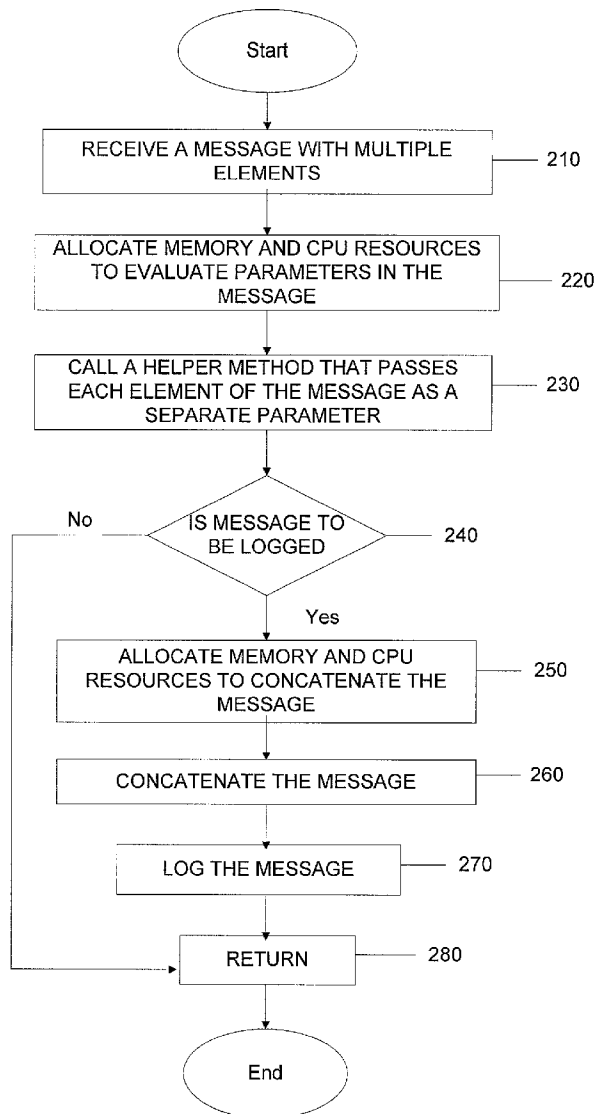 Start
RECEIVE A MESSAGE WITH MULTIPLE
ELEMENTS
210
ALLOCATE MEMORY AND CPU RESOURCES
TO EVALUATE PARAMETERS IN THE
MESSAGE
220
CALL A HELPER METHOD THAT PASSES
EACH ELEMENT OF THE MESSAGE AS A
SEPARATE PARAMETER
230
No
IS MESSAGE TO
BE LOGGED
240
Yes
ALLOCATE MEMORY AND CPU
RESOURCES TO CONCATENATE THE
MESSAGE
250
CONCATENATE THE MESSAGE
260
LOG THE MESSAGE
270
RETURN
280
End